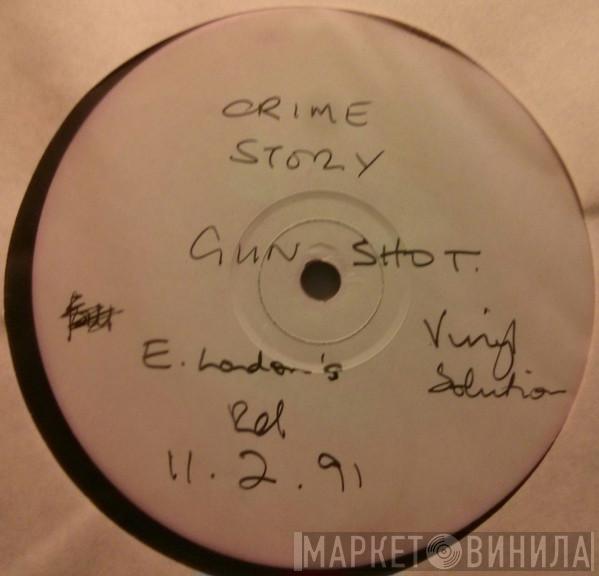 CRIME
STORY
GUN SHOT.
E. London's
Vinyl
Solution
Rel
11.2.91
МАРКЕТ ВИНИЛА